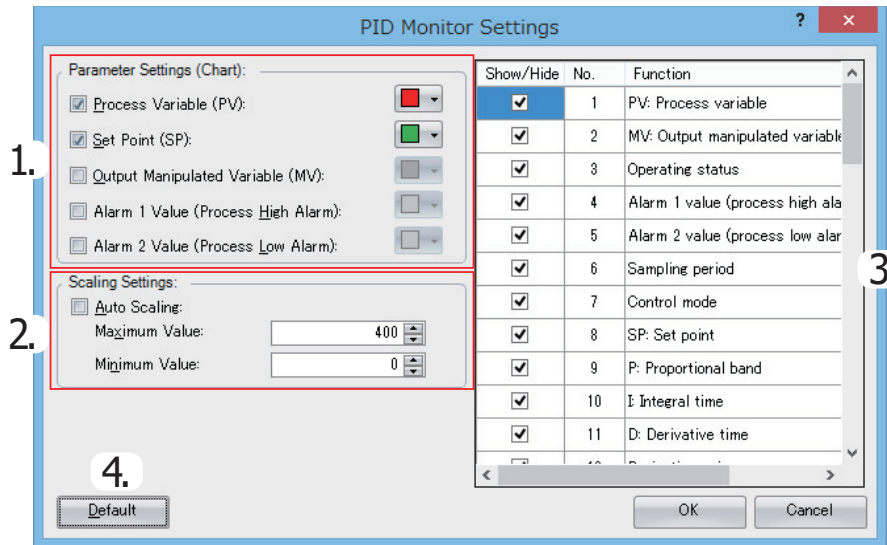 PID Monitor Settings
?
×
1.
Parameter Settings (Chart):
Process Variable (PV):
Set Point (SP):
Output Manipulated Variable (MV):
Alarm 1 Value (Process High Alarm):
Alarm 2 Value (Process Low Alarm):
2.
Scaling Settings:
Auto Scaling:
Maximum Value: 400
Minimum Value: 0
3
Show/Hide No. Function
1 PV: Process variable
2 MV: Output manipulated variable
3 Operating status
4 Alarm 1 value (process high ala
5 Alarm 2 value (process low alar
6 Sampling period
7 Control mode
8 SP: Set point
9 P: Proportional band
10 I: Integral time
11 D: Derivative time
4.
Default
OK
Cancel